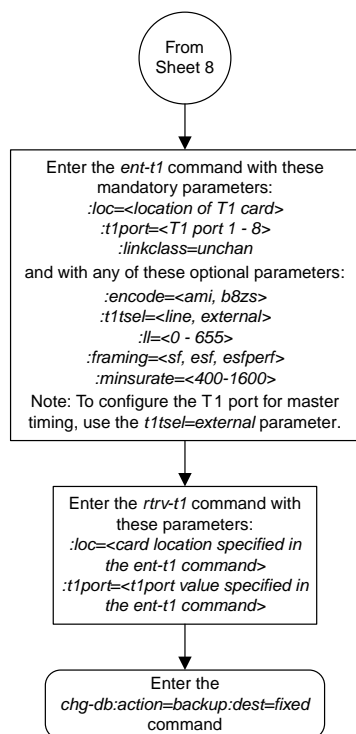 From
Sheet 8
Enter the ent-t1 command with these
mandatory parameters:
:loc=<location of T1 card>
:t1port=<T1 port 1 - 8>
:linkclass=unchan
and with any of these optional parameters:
:encode=<ami, b8zs>
:t1tsel=<line, external>
:ll=<0 - 655>
:framing=<sf, esf, esfperf>
:minsurate=<400-1600>
Note: To configure the T1 port for master
timing, use the t1tsel=external parameter.
Enter the rtrv-t1 command with
these parameters:
:loc=<card location specified in
the ent-t1 command>
:t1port=<t1port value specified in
the ent-t1 command>
Enter the
chg-db:action=backup:dest=fixed
command